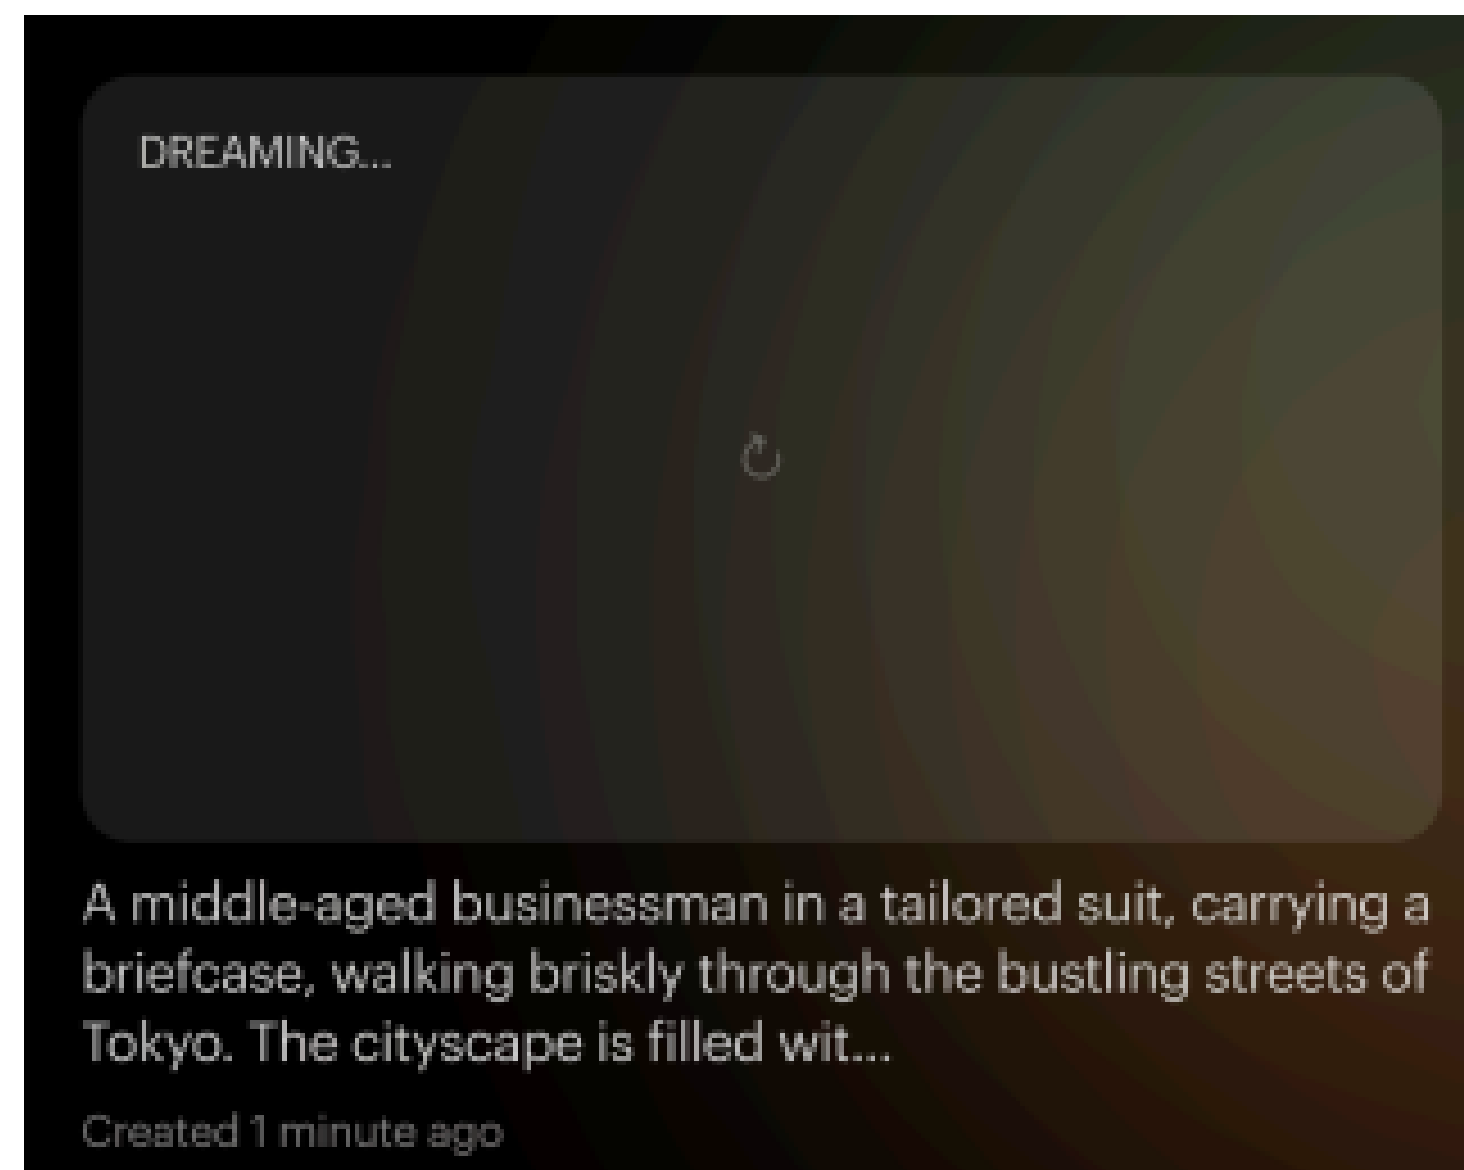 DREAMING...
A middle-aged businessman in a tailored suit, carrying a
briefcase, walking briskly through the bustling streets of
Tokyo. The cityscape is filled wit...
Created 1 minute ago